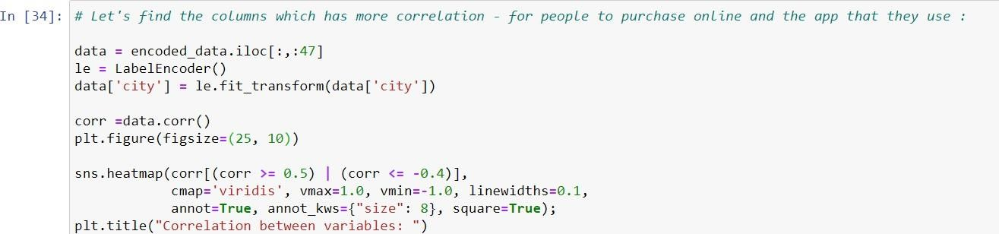 In [34]: # Let's find the columns which has more correlation - for people to purchase online and the app that they use :
data = encoded_data.iloc[:,:47]
le = LabelEncoder()
data['city'] = le.fit_transform(data['city'])
corr =data.corr()
plt.figure(figsize=(25, 10))
sns.heatmap(corr[(corr >= 0.5) | (corr <= -0.4)],
cmap='viridis', vmax=1.0, vmin=-1.0, linewidths=0.1,
annot=True, annot_kws={"size": 8}, square=True);
plt.title("Correlation between variables: ")